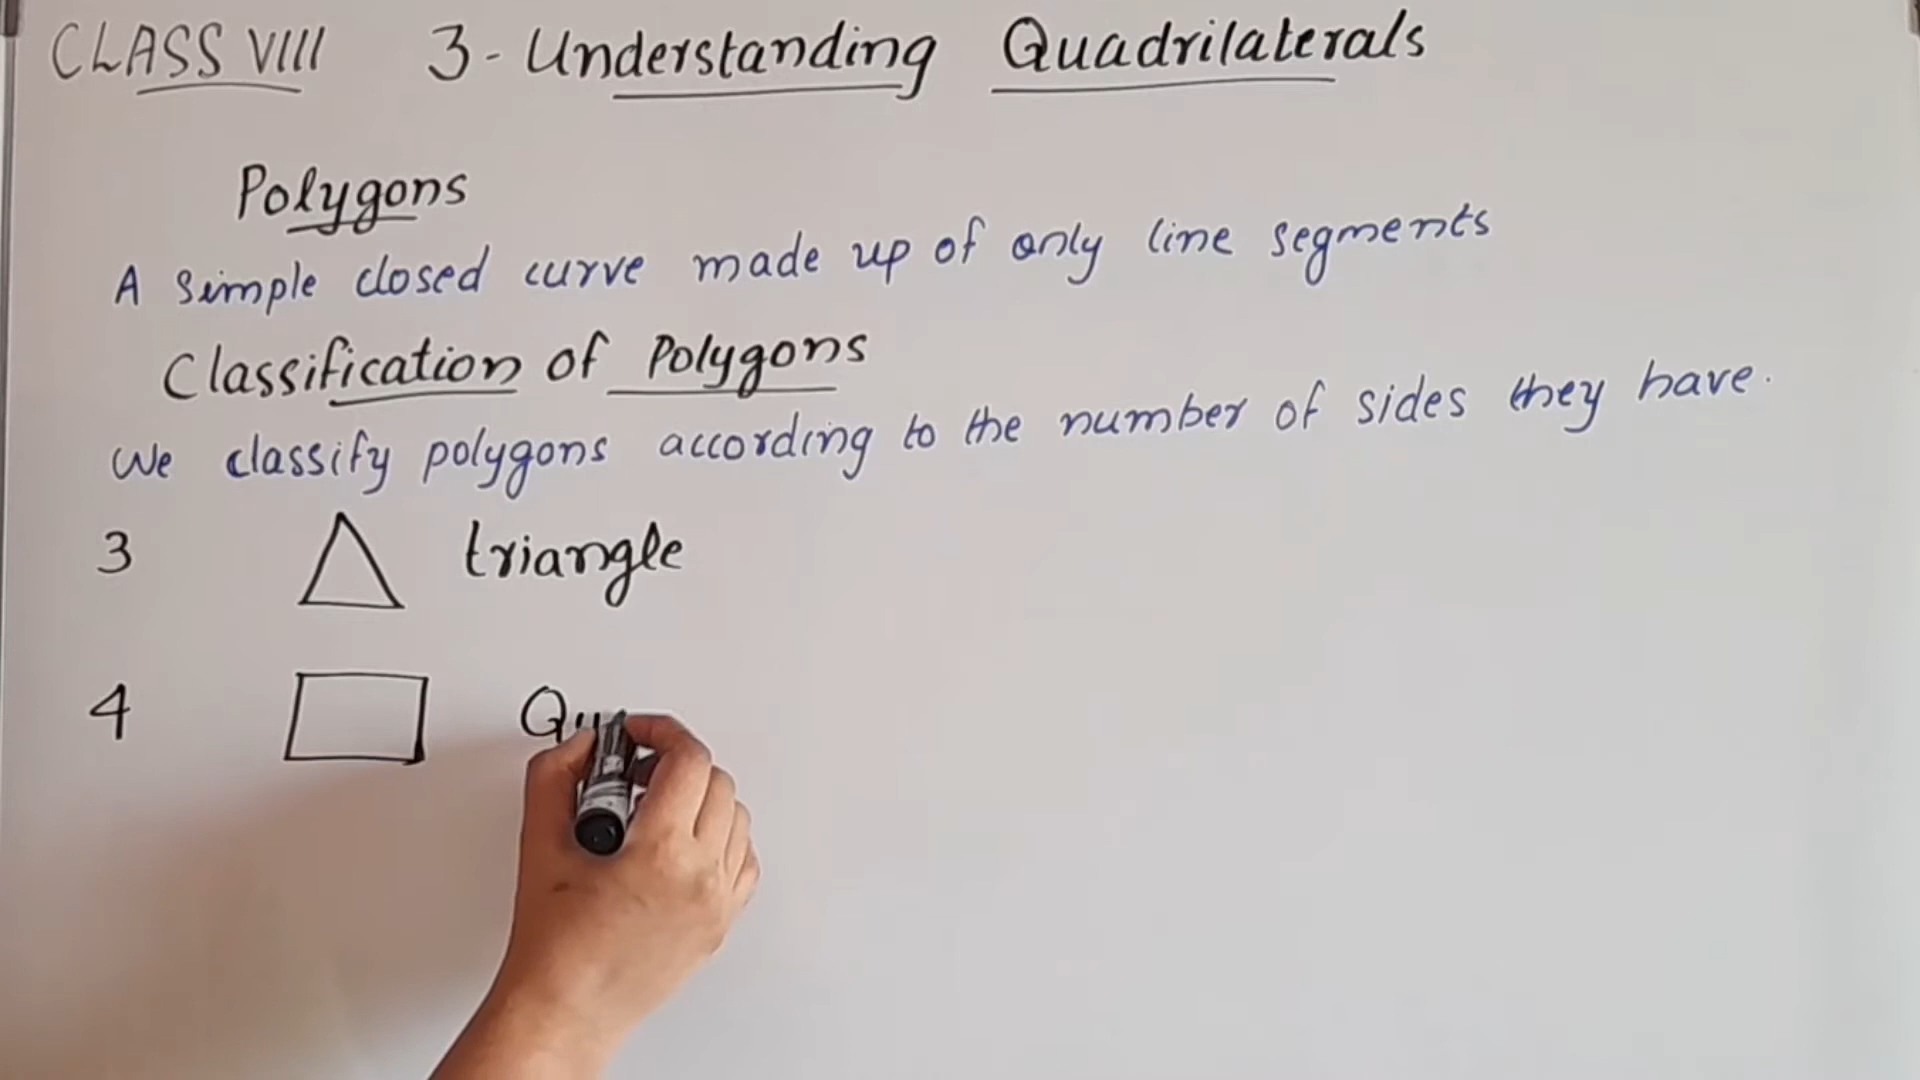 CLASS VIII 3-Understanding Quadrilaterals
Polygons
A simple closed curve made up of only line segments
Classification of Polygons
We classify polygons according to the number of sides they have.
3 triangle
4